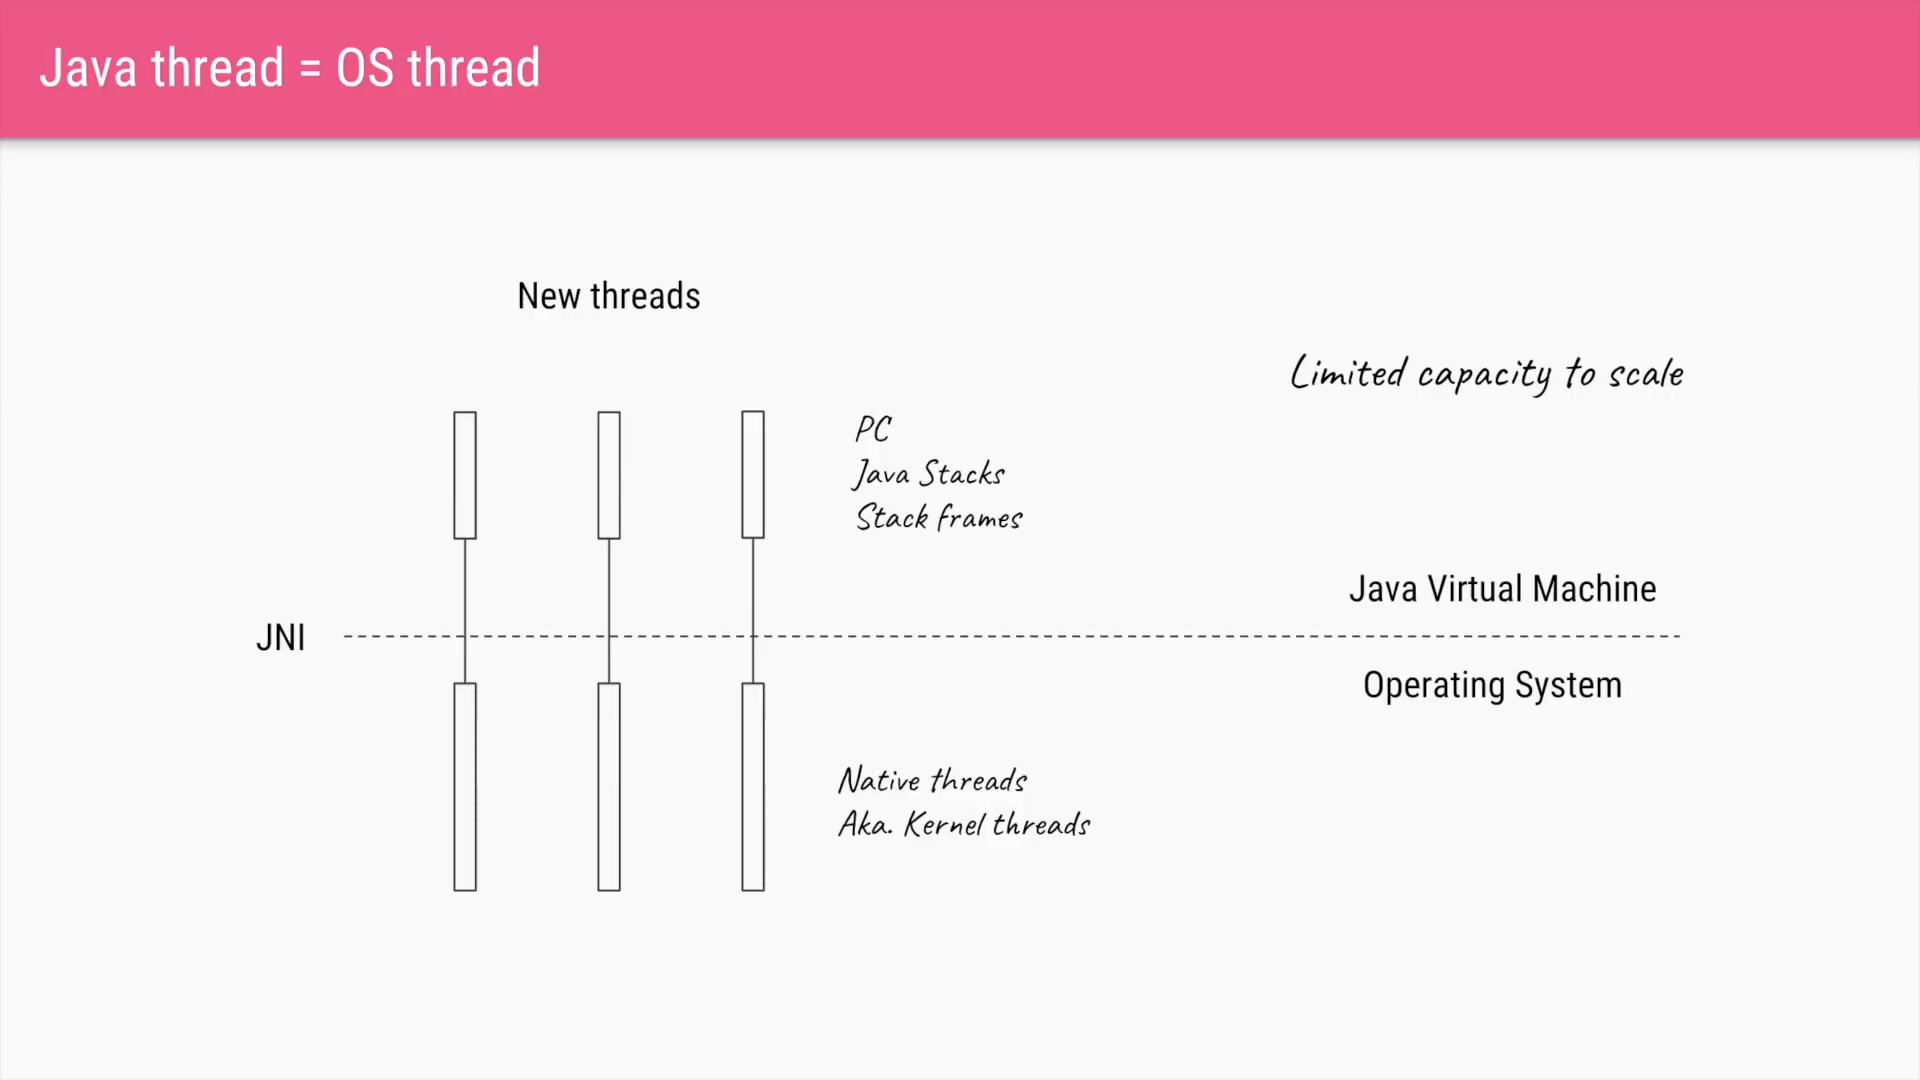 Java thread = OS thread
New threads
Limited capacity to scale
PC
Java Stacks
Stack frames
Java Virtual Machine
JNI
Operating System
Native threads
Aka. Kernel threads